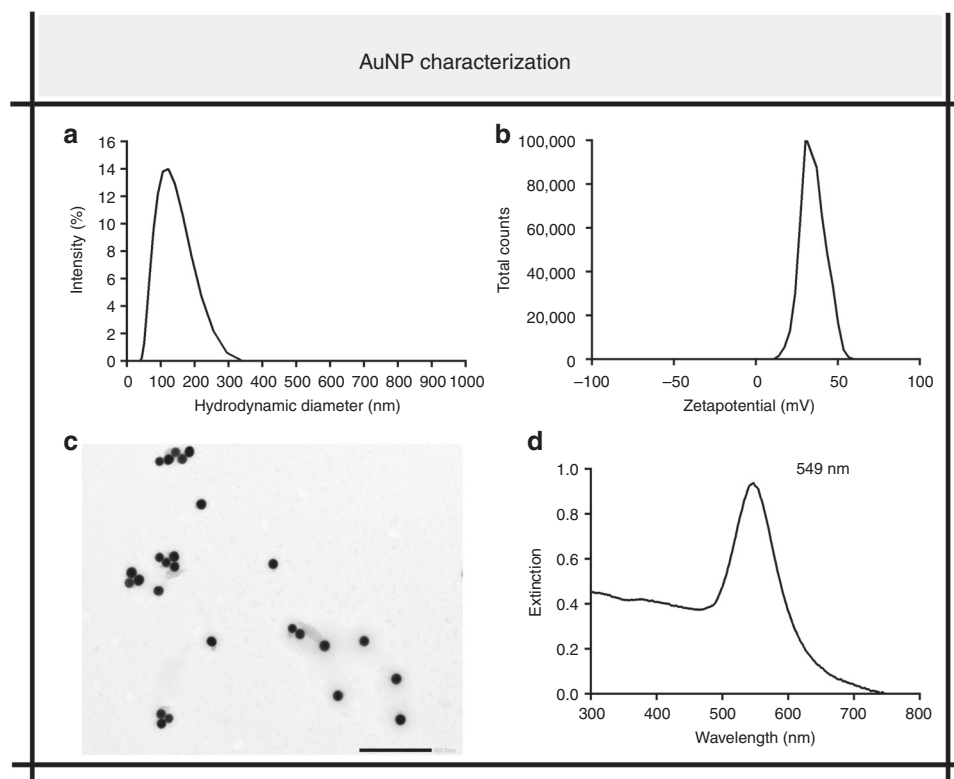 AuNP characterization
a
16
14
12
10
8
6
4
2
0
Intensity (%)
0 100 200 300 400 500 600 700 800 900 1000
Hydrodynamic diameter (nm)
b
100,000
80,000
60,000
40,000
20,000
0
Total counts
–100 –50 0 50 100
Zetapotential (mV)
c
d
549 nm
1.0
0.8
0.6
0.4
0.2
0.0
Extinction
300 400 500 600 700 800
Wavelength (nm)